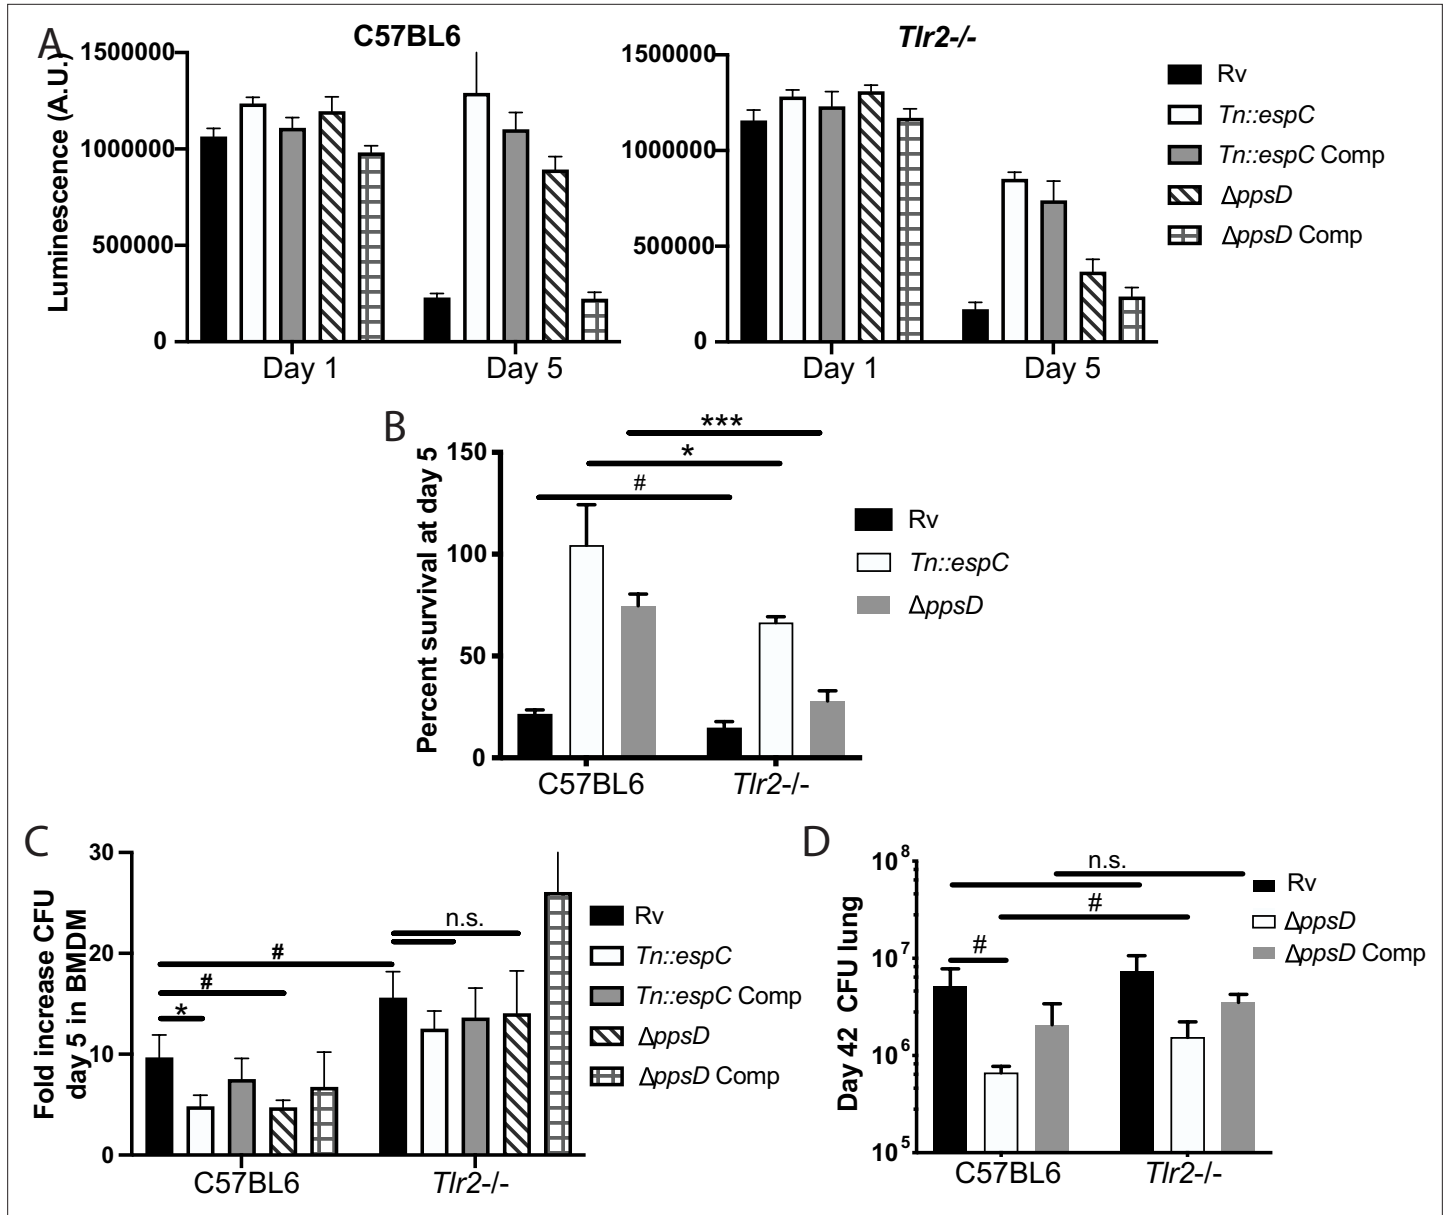 A
C57BL6
Tlr2-/-
Luminescence (A.U.)
1500000
1000000
500000
0
Day 1
Day 5
1500000
1000000
500000
0
Day 1
Day 5
Rv
Tn::espC
Tn::espC Comp
ΔppsD
ΔppsD Comp
B
Percent survival at day 5
150
100
50
0
***
*
#
C57BL6
Tlr2-/-
Rv
Tn::espC
ΔppsD
C
Fold increase CFU
day 5 in BMDM
30
20
10
0
n.s.
#
#
*
C57BL6
Tlr2-/-
Rv
Tn::espC
Tn::espC Comp
ΔppsD
ΔppsD Comp
D
Day 42 CFU lung
10^8
10^7
10^6
10^5
n.s.
#
#
C57BL6
Tlr2-/-
Rv
ΔppsD
ΔppsD Comp